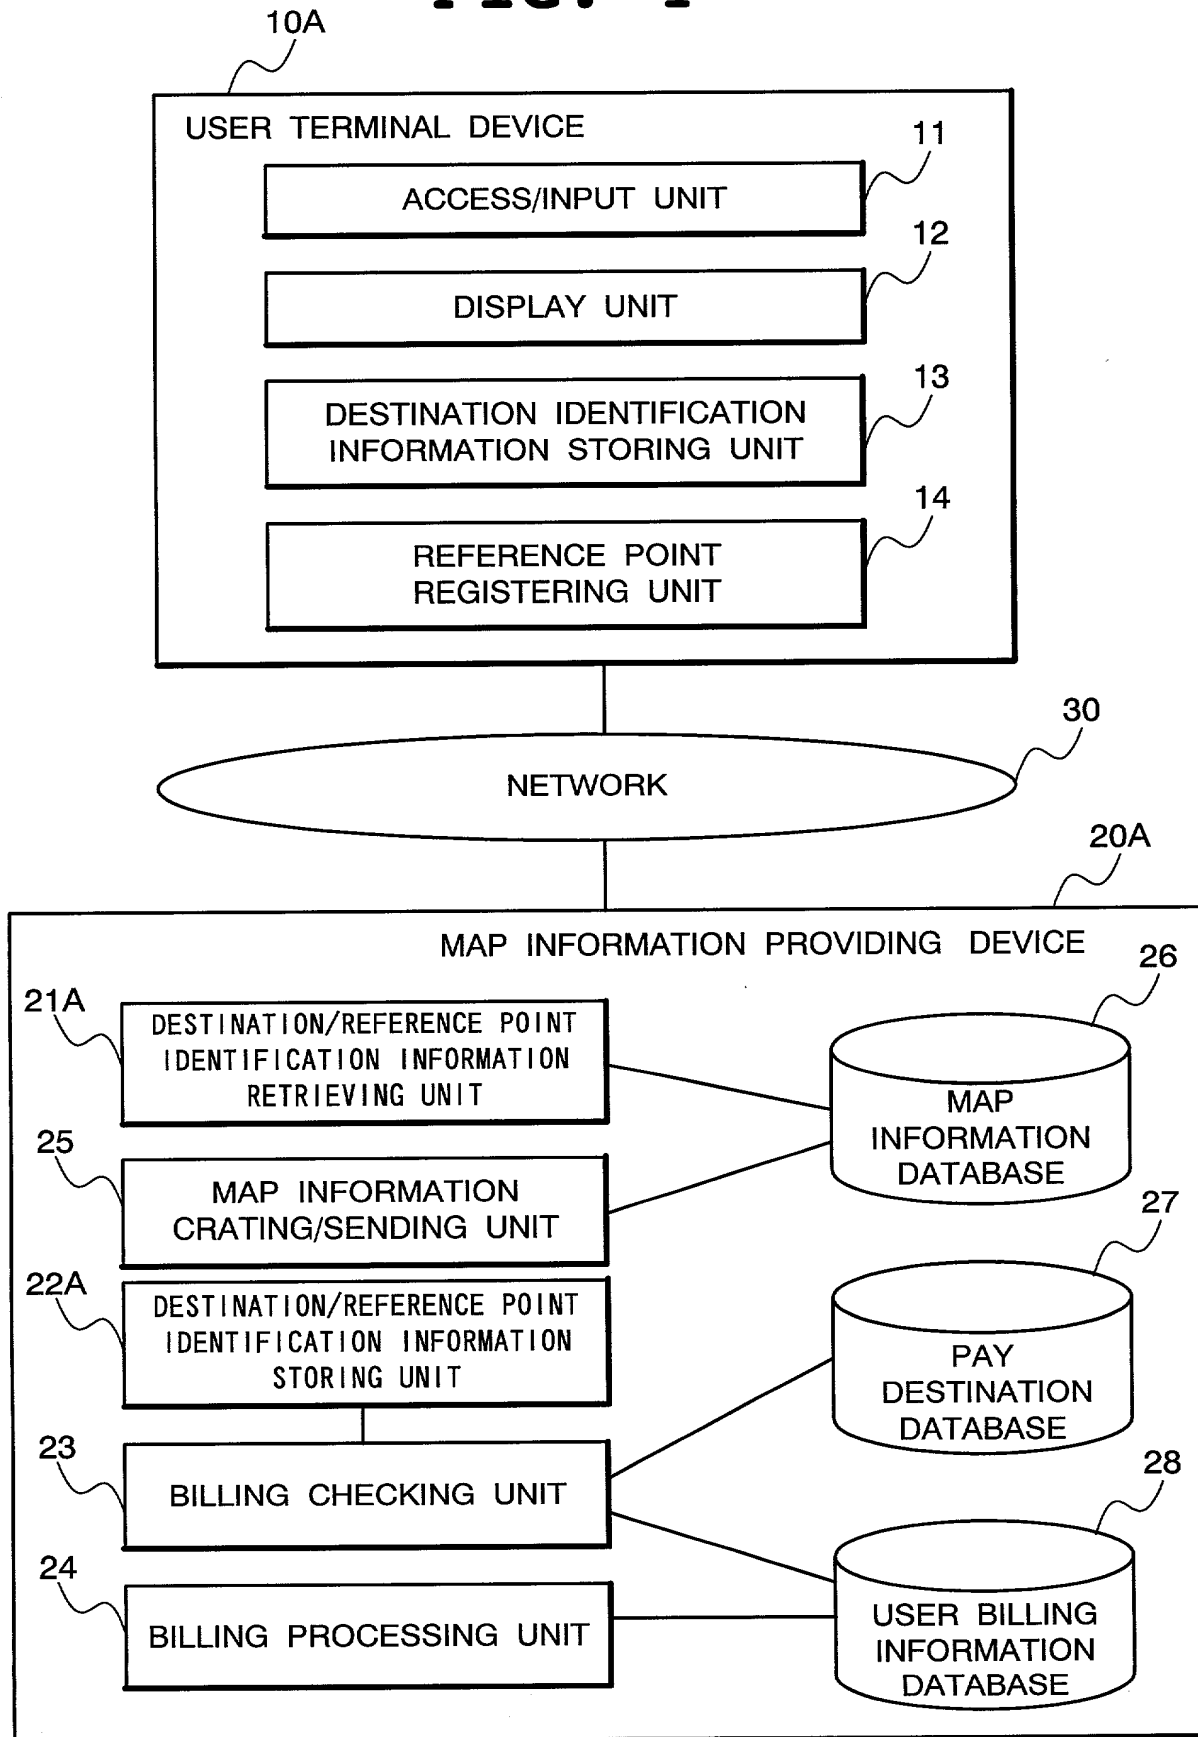 10A
USER TERMINAL DEVICE
11
ACCESS/INPUT UNIT
12
DISPLAY UNIT
13
DESTINATION IDENTIFICATION
INFORMATION STORING UNIT
14
REFERENCE POINT
REGISTERING UNIT
30
NETWORK
20A
MAP INFORMATION PROVIDING DEVICE
21A
DESTINATION/REFERENCE POINT
IDENTIFICATION INFORMATION
RETRIEVING UNIT
26
MAP
INFORMATION
DATABASE
25
MAP INFORMATION
CRATING/SENDING UNIT
27
PAY
DESTINATION
DATABASE
22A
DESTINATION/REFERENCE POINT
IDENTIFICATION INFORMATION
STORING UNIT
23
BILLING CHECKING UNIT
28
USER BILLING
INFORMATION
DATABASE
24
BILLING PROCESSING UNIT